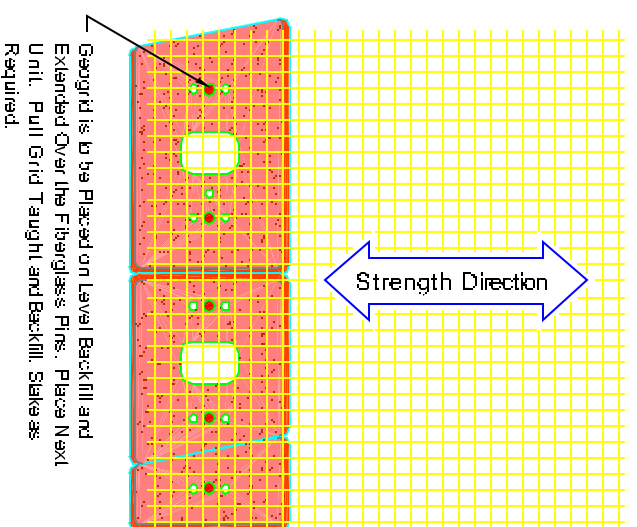 Geogrid is to be Placed on Level Backfill and
Extended Over the Fiberglass Pins.  Place Next
Unit.  Pull Grid Taught and Backfill. Stake as
Required.
Strength Direction